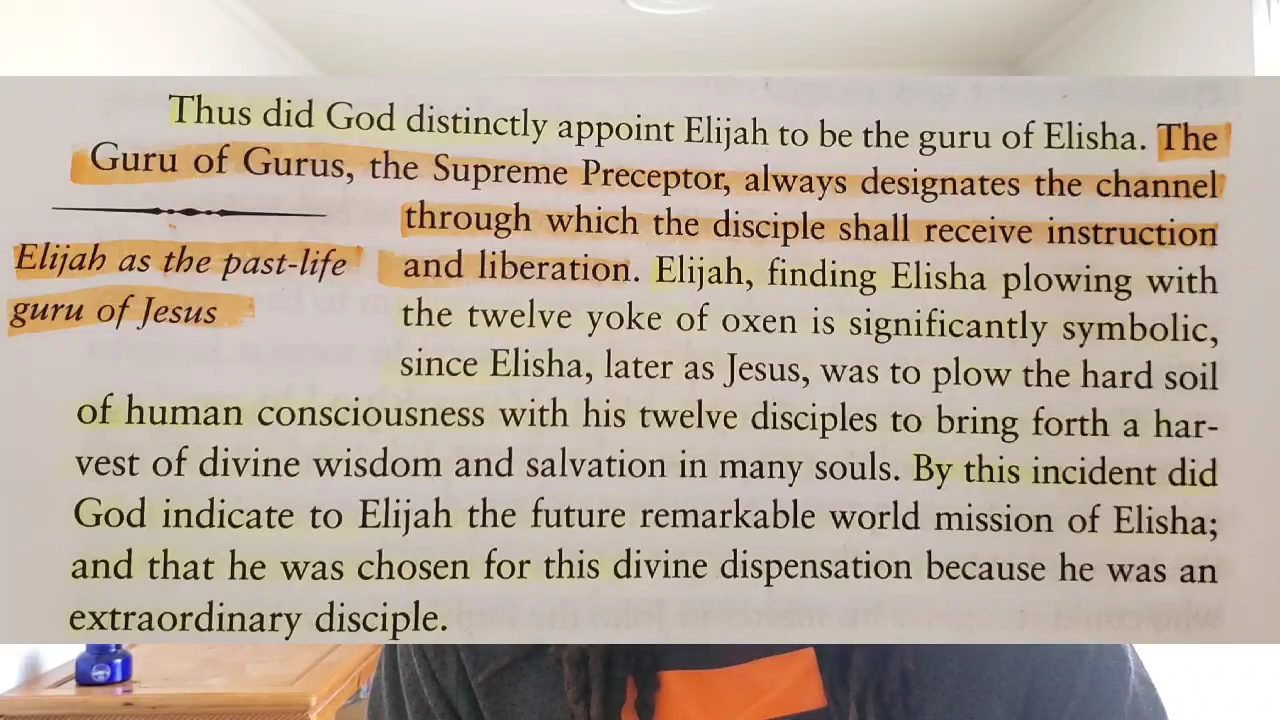 Thus did God distinctly appoint Elijah to be the guru of Elisha. The
Guru of Gurus, the Supreme Preceptor, always designates the channel
through which the disciple shall receive instruction
and liberation. Elijah, finding Elisha plowing with
the twelve yoke of oxen is significantly symbolic,
since Elisha, later as Jesus, was to plow the hard soil
Elijah as the past-life
guru of Jesus
of human consciousness with his twelve disciples to bring forth a har-
vest of divine wisdom and salvation in many souls. By this incident did
God indicate to Elijah the future remarkable world mission of Elisha;
and that he was chosen for this divine dispensation because he was an
extraordinary disciple.